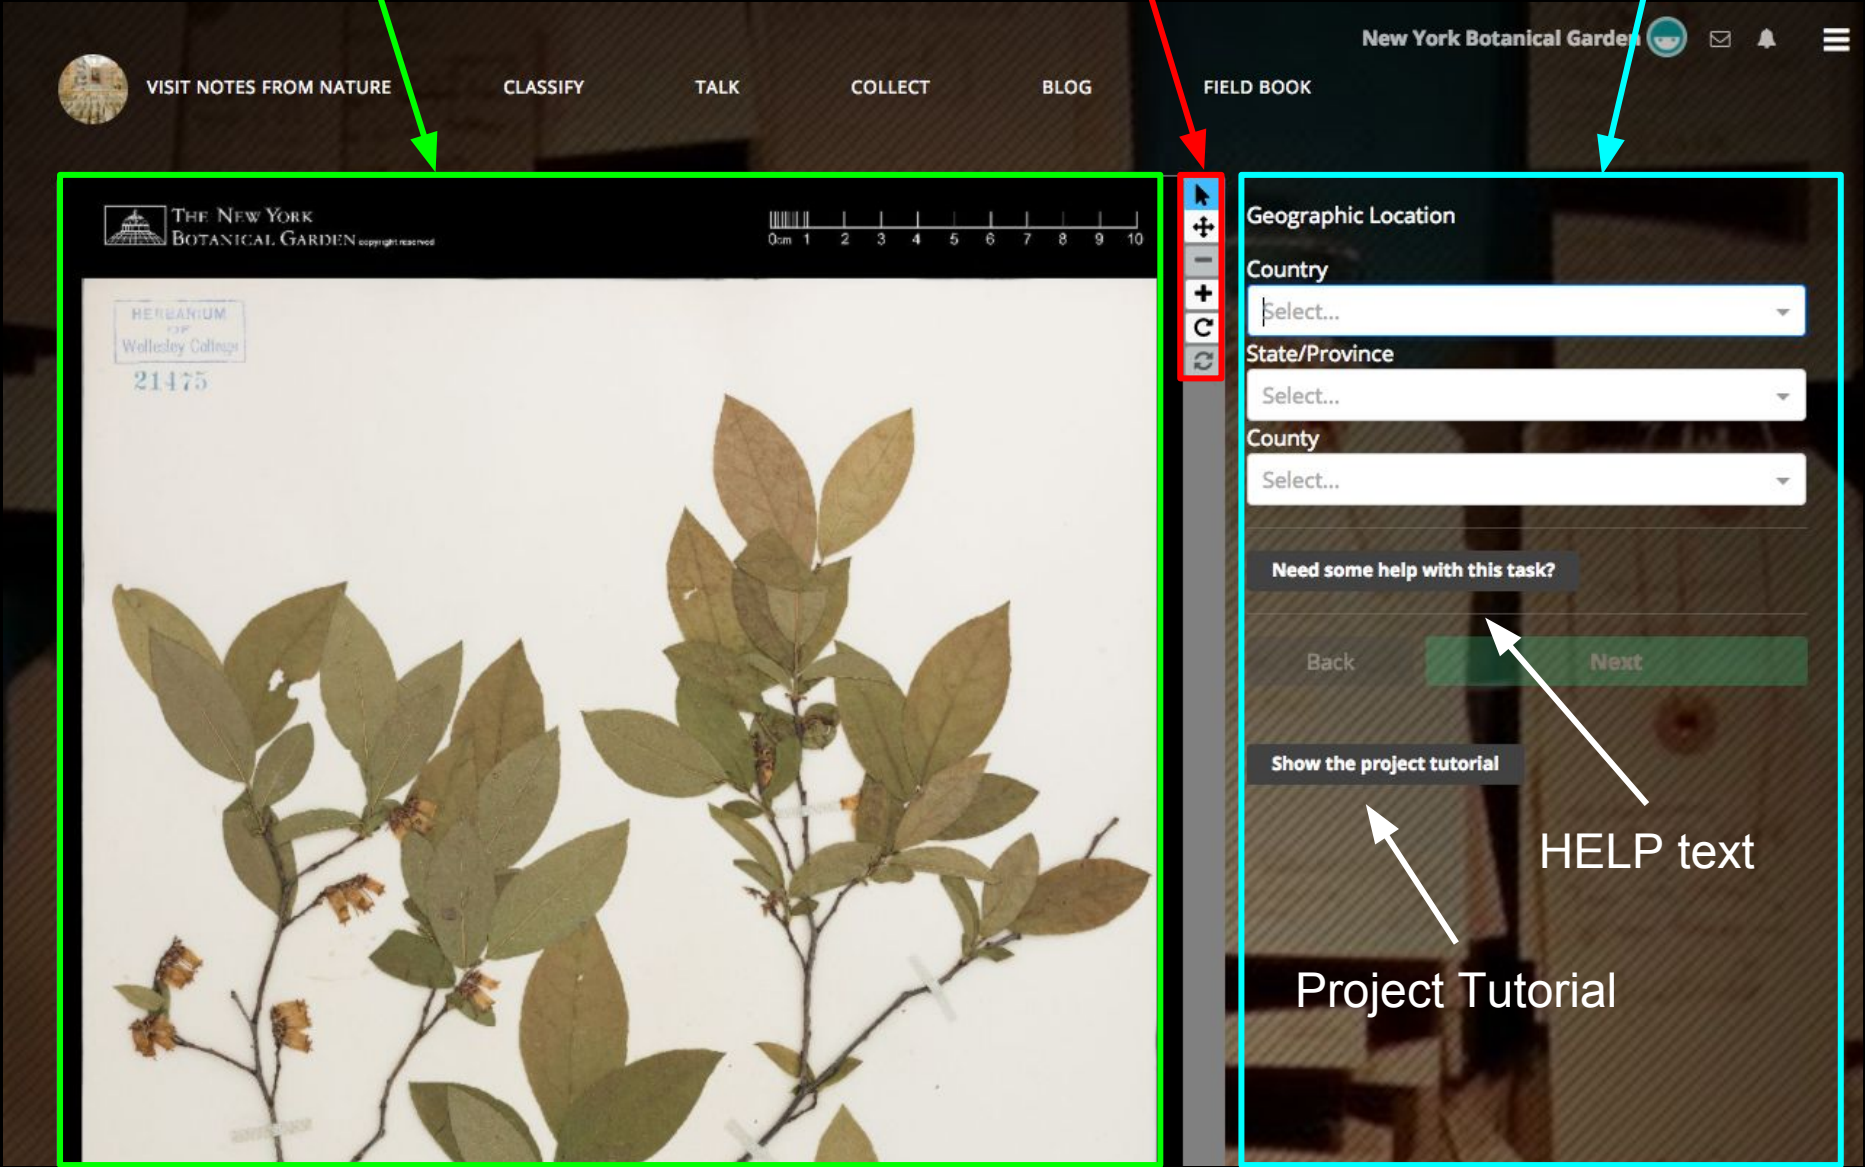 New York Botanical Garden
VISIT NOTES FROM NATURE
CLASSIFY
TALK
COLLECT
BLOG
FIELD BOOK
THE NEW YORK
BOTANICAL GARDEN copyright reserved
0cm 1 2 3 4 5 6 7 8 9 10
HERBARIUM
OF
Wellesley College
21475
Geographic Location
Country
Select...
State/Province
Select...
County
Select...
Need some help with this task?
Back
Next
Show the project tutorial
HELP text
Project Tutorial